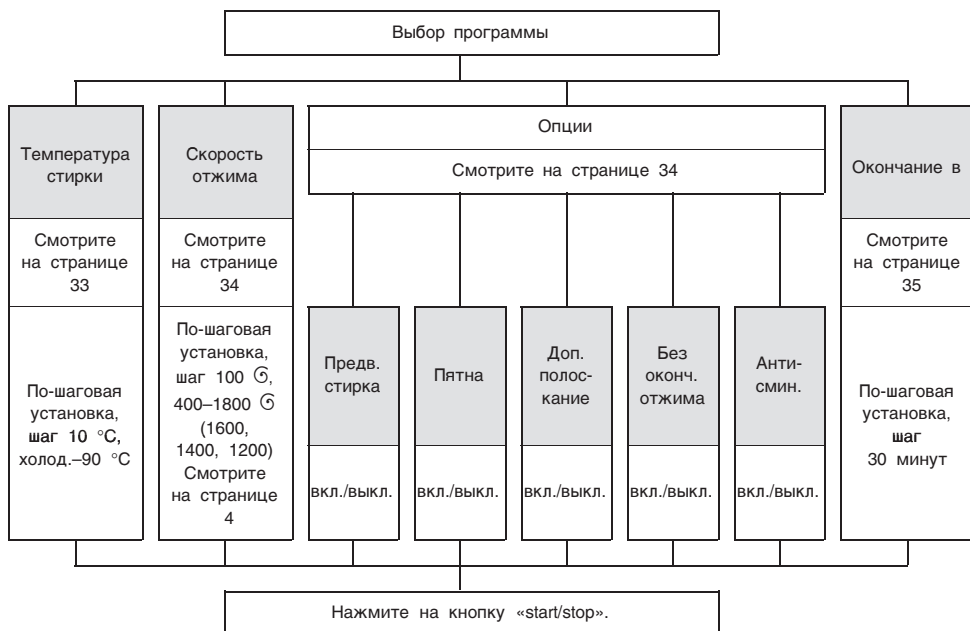 Выбор программы
Температура
стирки
Смотрите
на странице
33
По-шаговая
установка,
шаг 10 °C,
холод.–90 °C
Скорость
отжима
Смотрите
на странице
34
По-шаговая
установка,
шаг 100 ,
400–1800 
(1600,
1400, 1200)
Смотрите
на странице
4
Опции
Смотрите на странице 34
Предв.
стирка
вкл./выкл.
Пятна
вкл./выкл.
Доп.
полос-
кание
вкл./выкл.
Без
оконч.
отжима
вкл./выкл.
Анти-
смин.
вкл./выкл.
Окончание в
Смотрите
на странице
35
По-шаговая
установка,
шаг
30 минут
Нажмите на кнопку «start/stop».